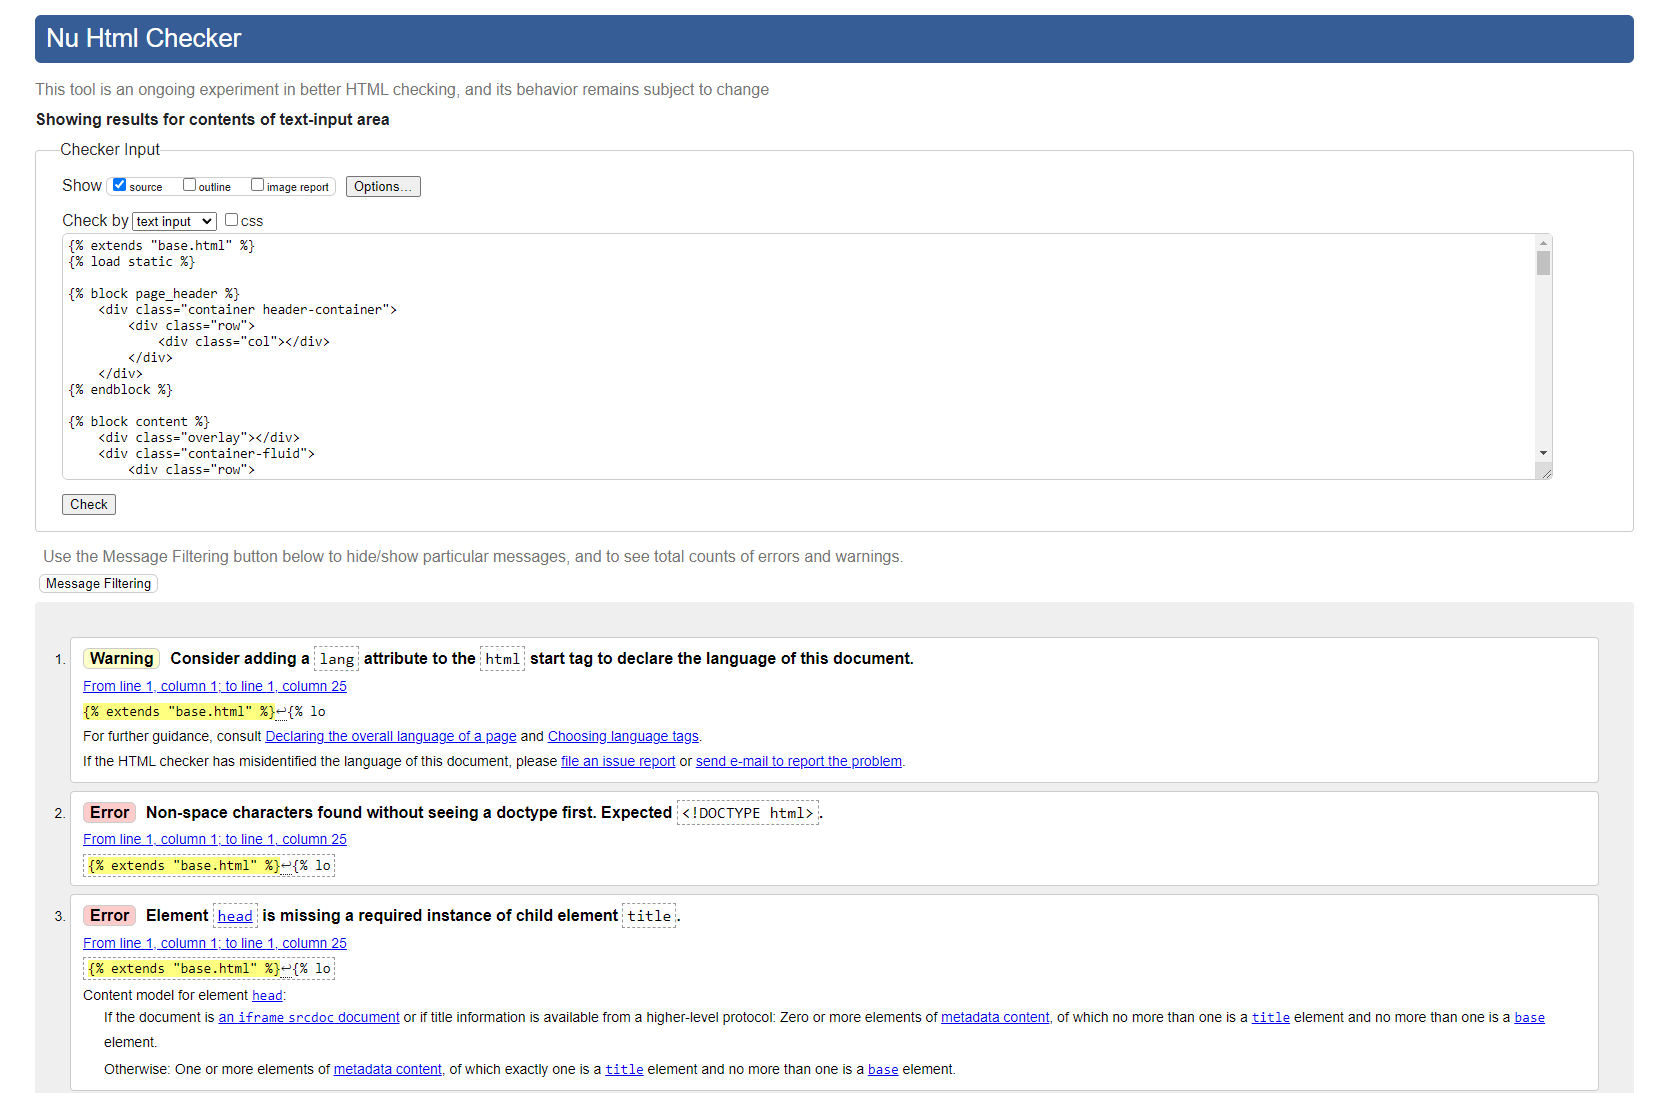 Nu Html Checker
This tool is an ongoing experiment in better HTML checking, and its behavior remains subject to change
Showing results for contents of text-input area
Checker Input
Show source outline image report Options...
Check by text input css
{% extends "base.html" %}
{% load static %}
{% block page_header %}
<div class="container header-container">
<div class="row">
<div class="col"></div>
</div>
</div>
{% endblock %}
{% block content %}
<div class="overlay"></div>
<div class="container-fluid">
<div class="row">
Check
Use the Message Filtering button below to hide/show particular messages, and to see total counts of errors and warnings.
Message Filtering
1. Warning Consider adding a lang attribute to the html start tag to declare the language of this document.
From line 1, column 1; to line 1, column 25
{% extends "base.html" %}↩{% lo
For further guidance, consult Declaring the overall language of a page and Choosing language tags.
If the HTML checker has misidentified the language of this document, please file an issue report or send e-mail to report the problem.
2. Error Non-space characters found without seeing a doctype first. Expected <!DOCTYPE html>.
From line 1, column 1; to line 1, column 25
{% extends "base.html" %}↩{% lo
3. Error Element head is missing a required instance of child element title.
From line 1, column 1; to line 1, column 25
{% extends "base.html" %}↩{% lo
Content model for element head:
If the document is an iframe srcdoc document or if title information is available from a higher-level protocol: Zero or more elements of metadata content, of which no more than one is a title element and no more than one is a base
element.
Otherwise: One or more elements of metadata content, of which exactly one is a title element and no more than one is a base element.